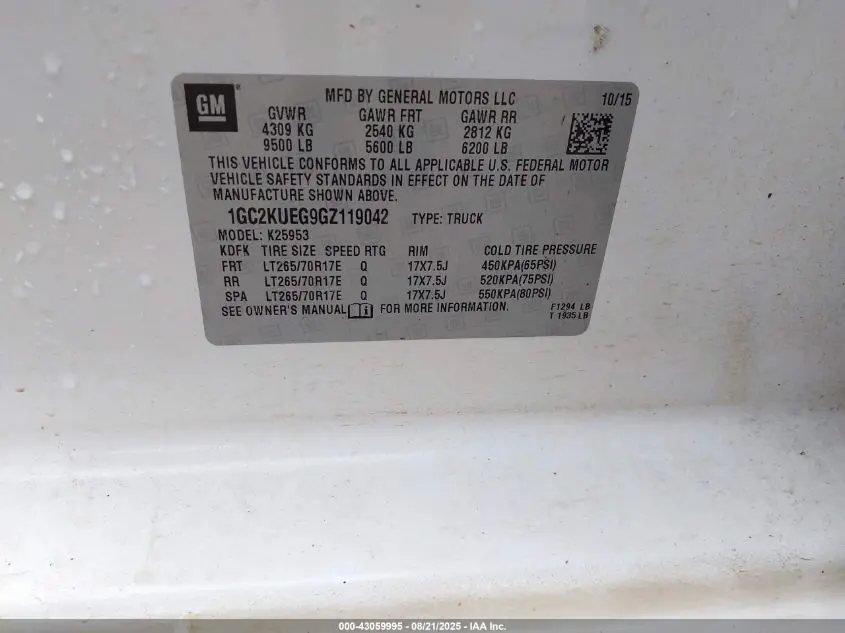 GM
MFD BY GENERAL MOTORS LLC 10/15
GVWR GAWR FRT GAWR RR
4309 KG 2540 KG 2812 KG
9500 LB 5600 LB 6200 LB
THIS VEHICLE CONFORMS TO ALL APPLICABLE U.S. FEDERAL MOTOR
VEHICLE SAFETY STANDARDS IN EFFECT ON THE DATE OF
MANUFACTURE SHOWN ABOVE.
1GC2KUEG9GZ119042 TYPE: TRUCK
MODEL: K25953
KDFK TIRE SIZE SPEED RTG RIM COLD TIRE PRESSURE
FRT LT265/70R17E Q 17X7.5J 450KPA(65PSI)
RR LT265/70R17E Q 17X7.5J 520KPA(75PSI)
SPA LT265/70R17E Q 17X7.5J 550KPA(80PSI)
SEE OWNER'S MANUAL FOR MORE INFORMATION.
F1294 LB
T 1935LB
000-43059995 - 08/21/2025 - IAA Inc.